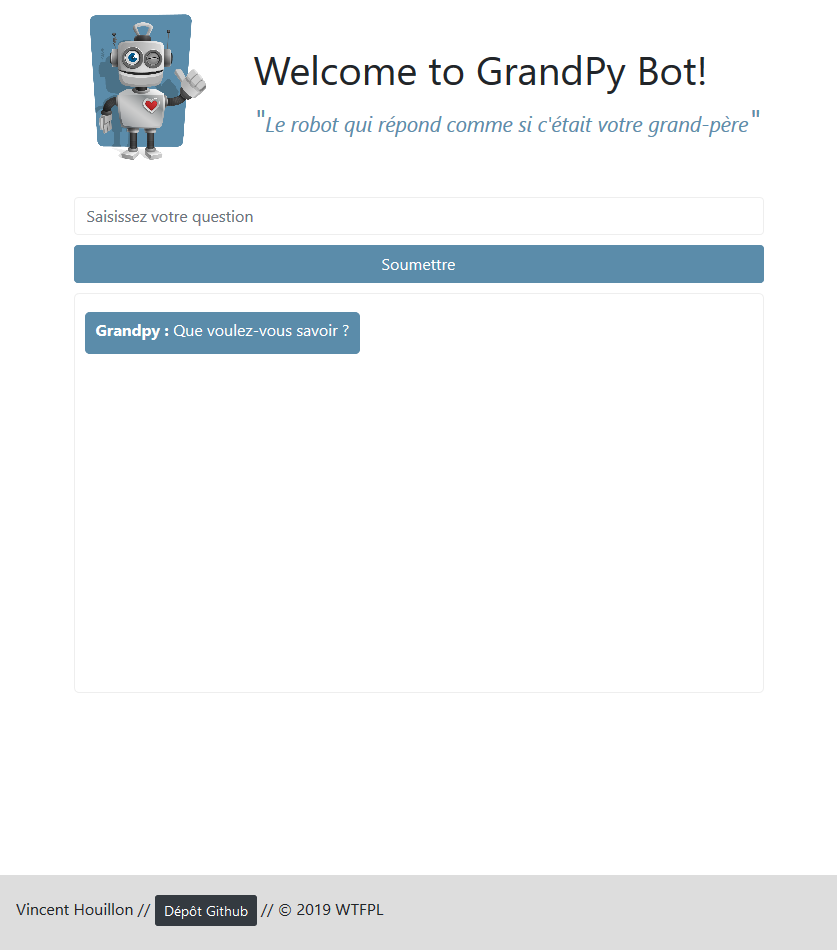 Welcome to GrandPy Bot!
"Le robot qui répond comme si c'était votre grand-père"
Saisissez votre question
Soumettre
Grandpy : Que voulez-vous savoir ?
Vincent Houillon // Dépôt Github // © 2019 WTFPL